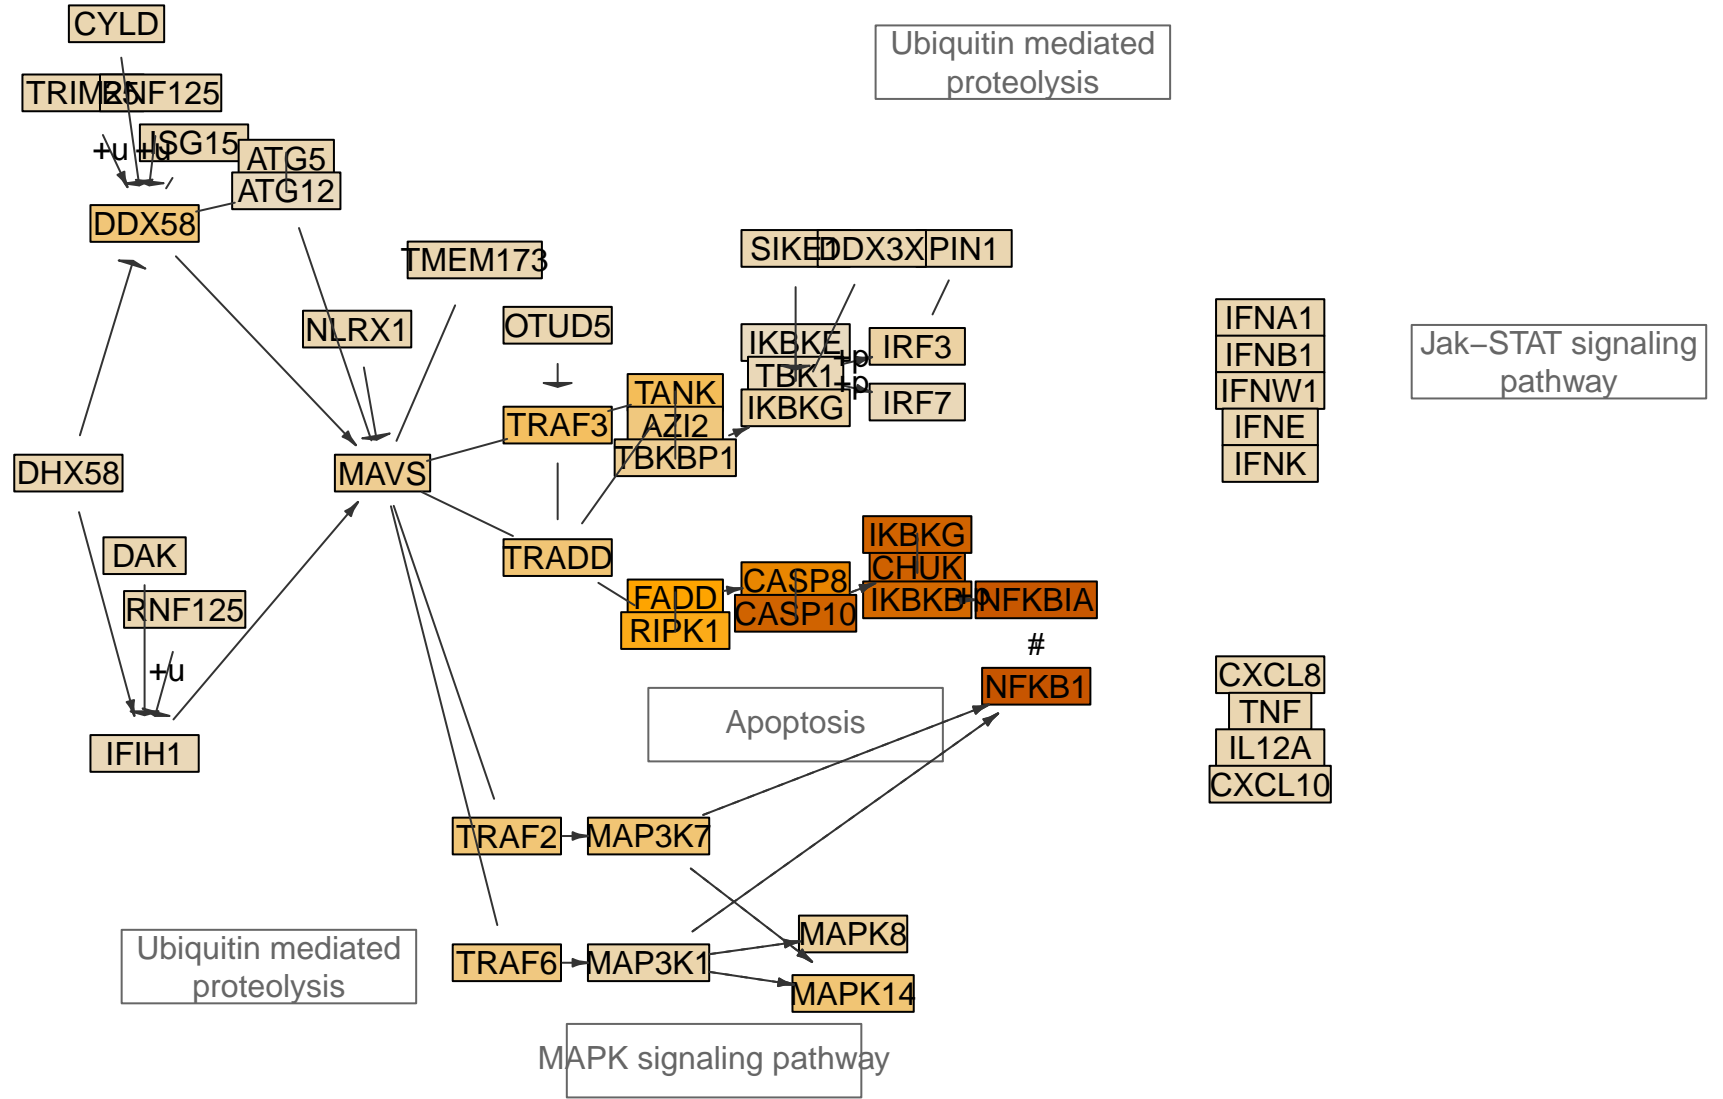 CYLD
Ubiquitin mediated
proteolysis
TRIM25
RNF125
ISG15
+u
+u
ATG5
ATG12
DDX58
TMEM173
SIKE1
DDX3X
PIN1
NLRX1
OTUD5
IKBKE
TBK1
IKBKG
+p
+p
IRF3
IRF7
IFNA1
IFNB1
IFNW1
IFNE
IFNK
Jak–STAT signaling
pathway
TANK
AZI2
TBKBP1
TRAF3
DHX58
MAVS
DAK
RNF125
+u
IFIH1
TRADD
FADD
RIPK1
CASP8
CASP10
IKBKG
CHUK
IKBKB
+p
NFKBIA
#
NFKB1
Apoptosis
CXCL8
TNF
IL12A
CXCL10
TRAF2
MAP3K7
TRAF6
MAP3K1
MAPK8
MAPK14
Ubiquitin mediated
proteolysis
MAPK signaling pathway